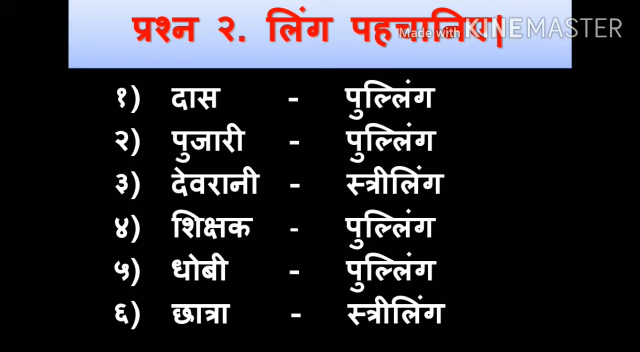 प्रश्न २. लिंग पहचानिए|
Made with KINEMASTER
१) दास - पुल्लिंग
२) पुजारी - पुल्लिंग
३) देवरानी - स्त्रीलिंग
४) शिक्षक - पुल्लिंग
५) धोबी - पुल्लिंग
६) छात्रा - स्त्रीलिंग